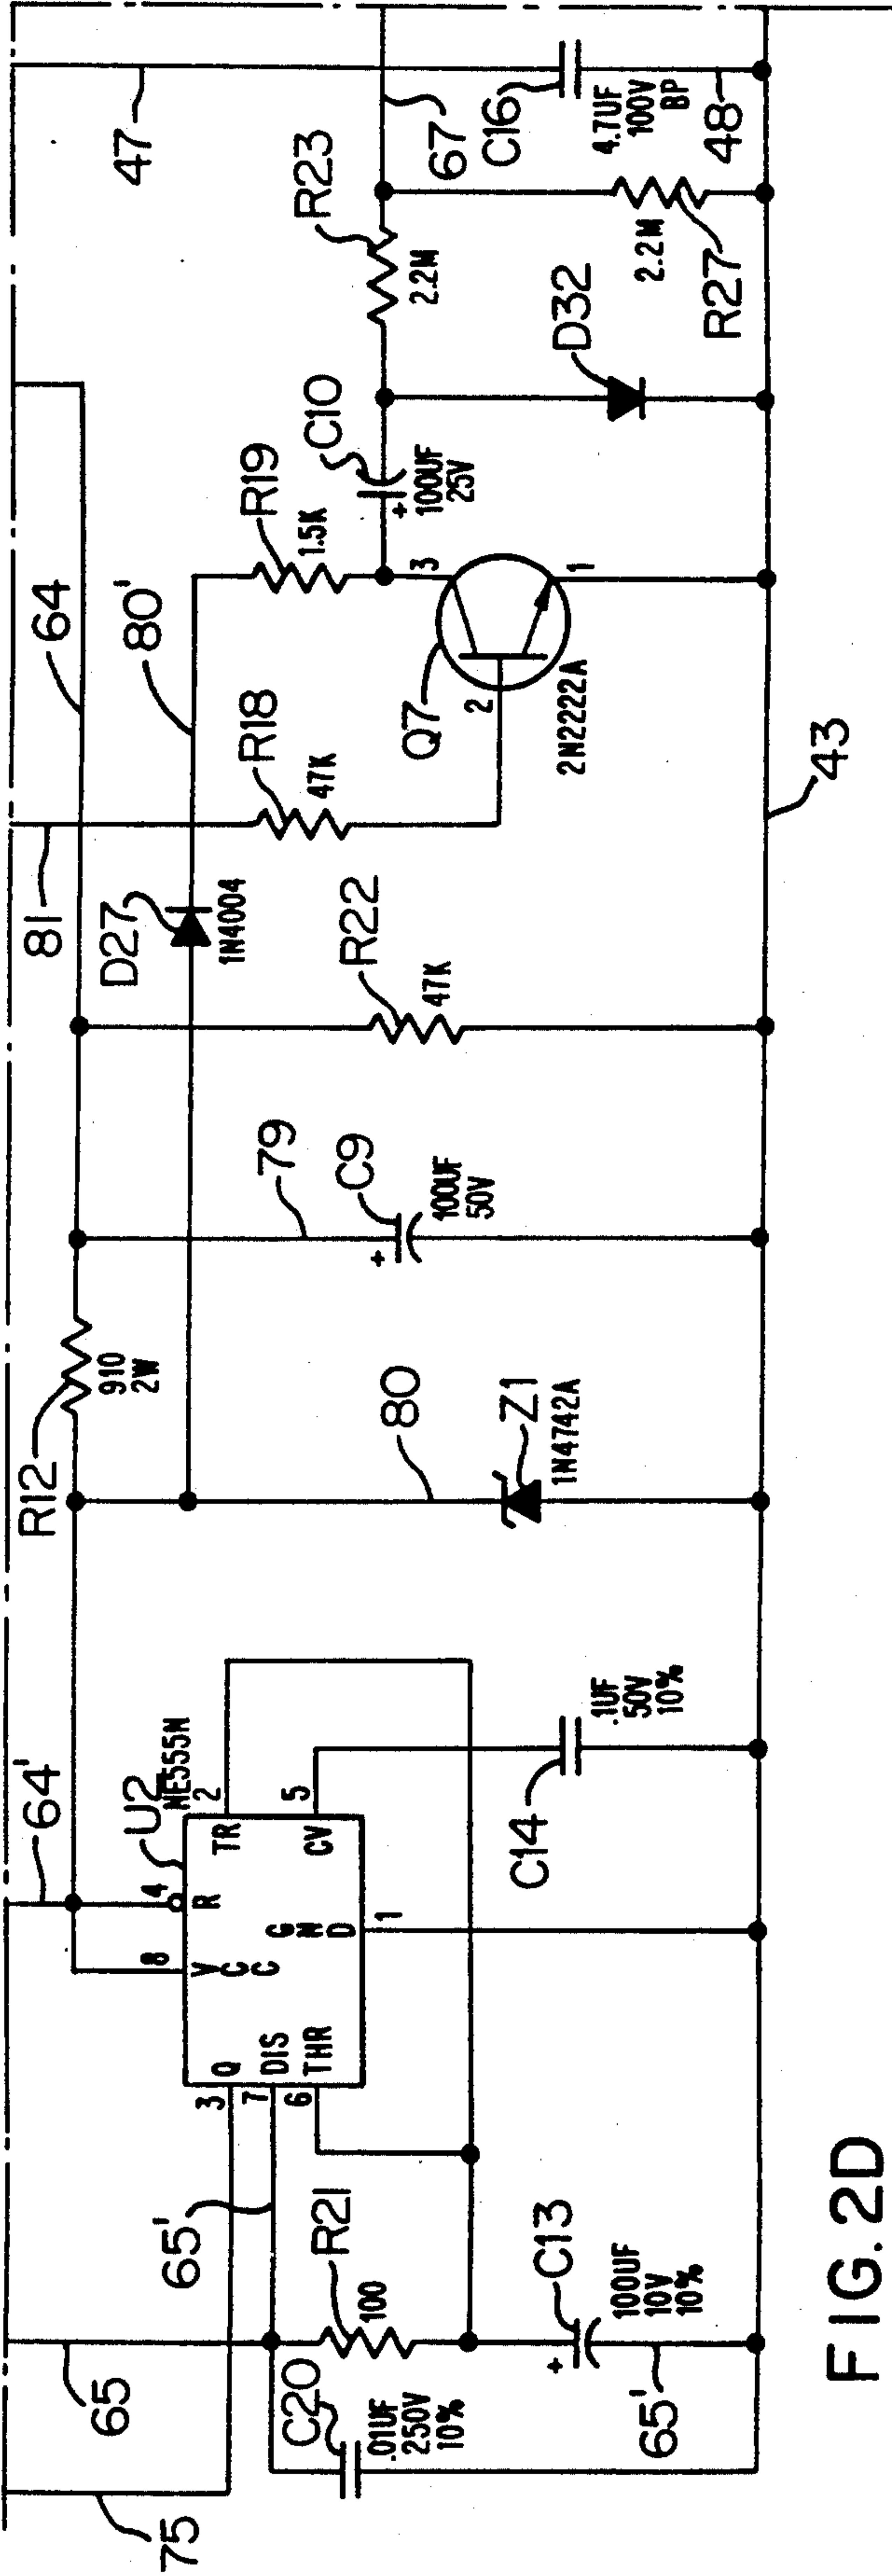 75
65
C20
.01UF
250V
10%
65'
R21
100
C13
100UF
10V
10%
65'
64'
U2
NE555N
3
Q
7
DIS
6
THR
8
VCC
4
R
GND
1
2
TR
5
CV
C14
.1UF
50V
10%
R12
910
2W
80
Z1
1N4742A
79
C9
100UF
50V
R22
47K
81
D27
1N4004
R18
47K
64
80'
Q7
2
3
1
2N2222A
R19
1.5K
C10
+
100UF
25V
D32
R23
2.2M
67
R27
2.2M
47
C16
4.7UF
100V
BP
48
43
+
+
FIG. 2D